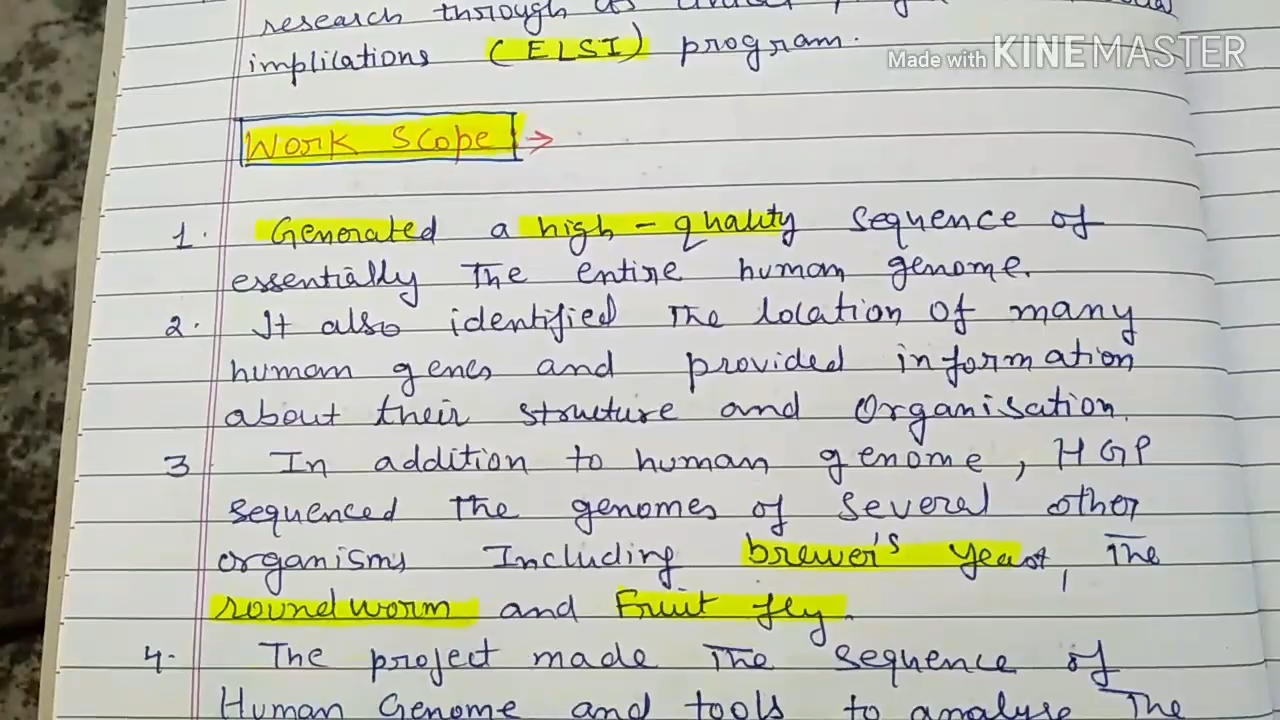 research through its
implications (ELSI) program.
Made with KINEMASTER
Work Scope →
1. Generated a high-quality sequence of
essentially The entire human genome.
2. It also identified The location of many
human genes and provided information
about their structure and Organisation.
3 In addition to human genome, HGP
sequenced The genomes of several other
organisms Including brewer's yeast, The
roundworm and Fruit fly.
4. The project made The sequence of
Human Genome and tools to analyse The